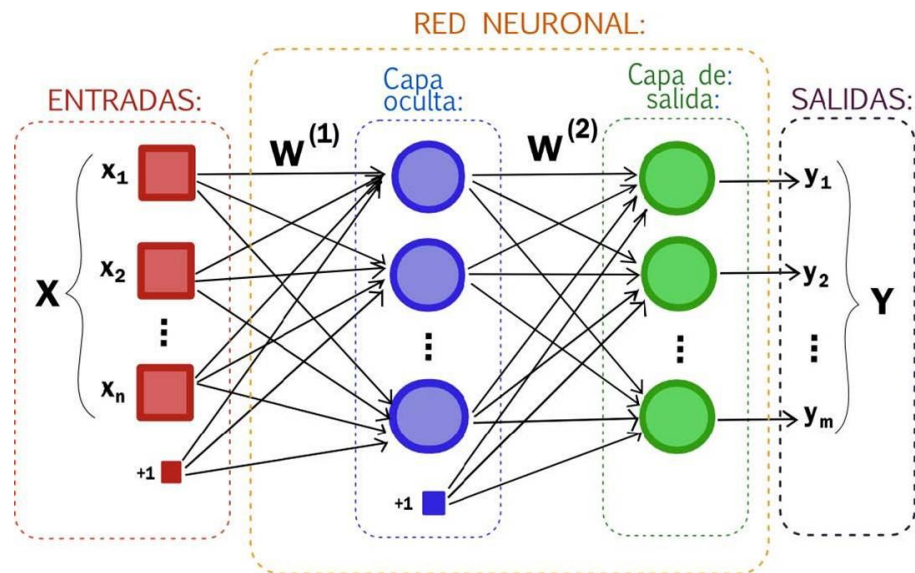 RED NEURONAL:
ENTRADAS:
Capa
oculta:
Capa de:
salida:
SALIDAS:
W(1)
W(2)
X
x1
x2
⋮
xn
+1
⋮
+1
⋮
y1
y2
⋮
ym
Y